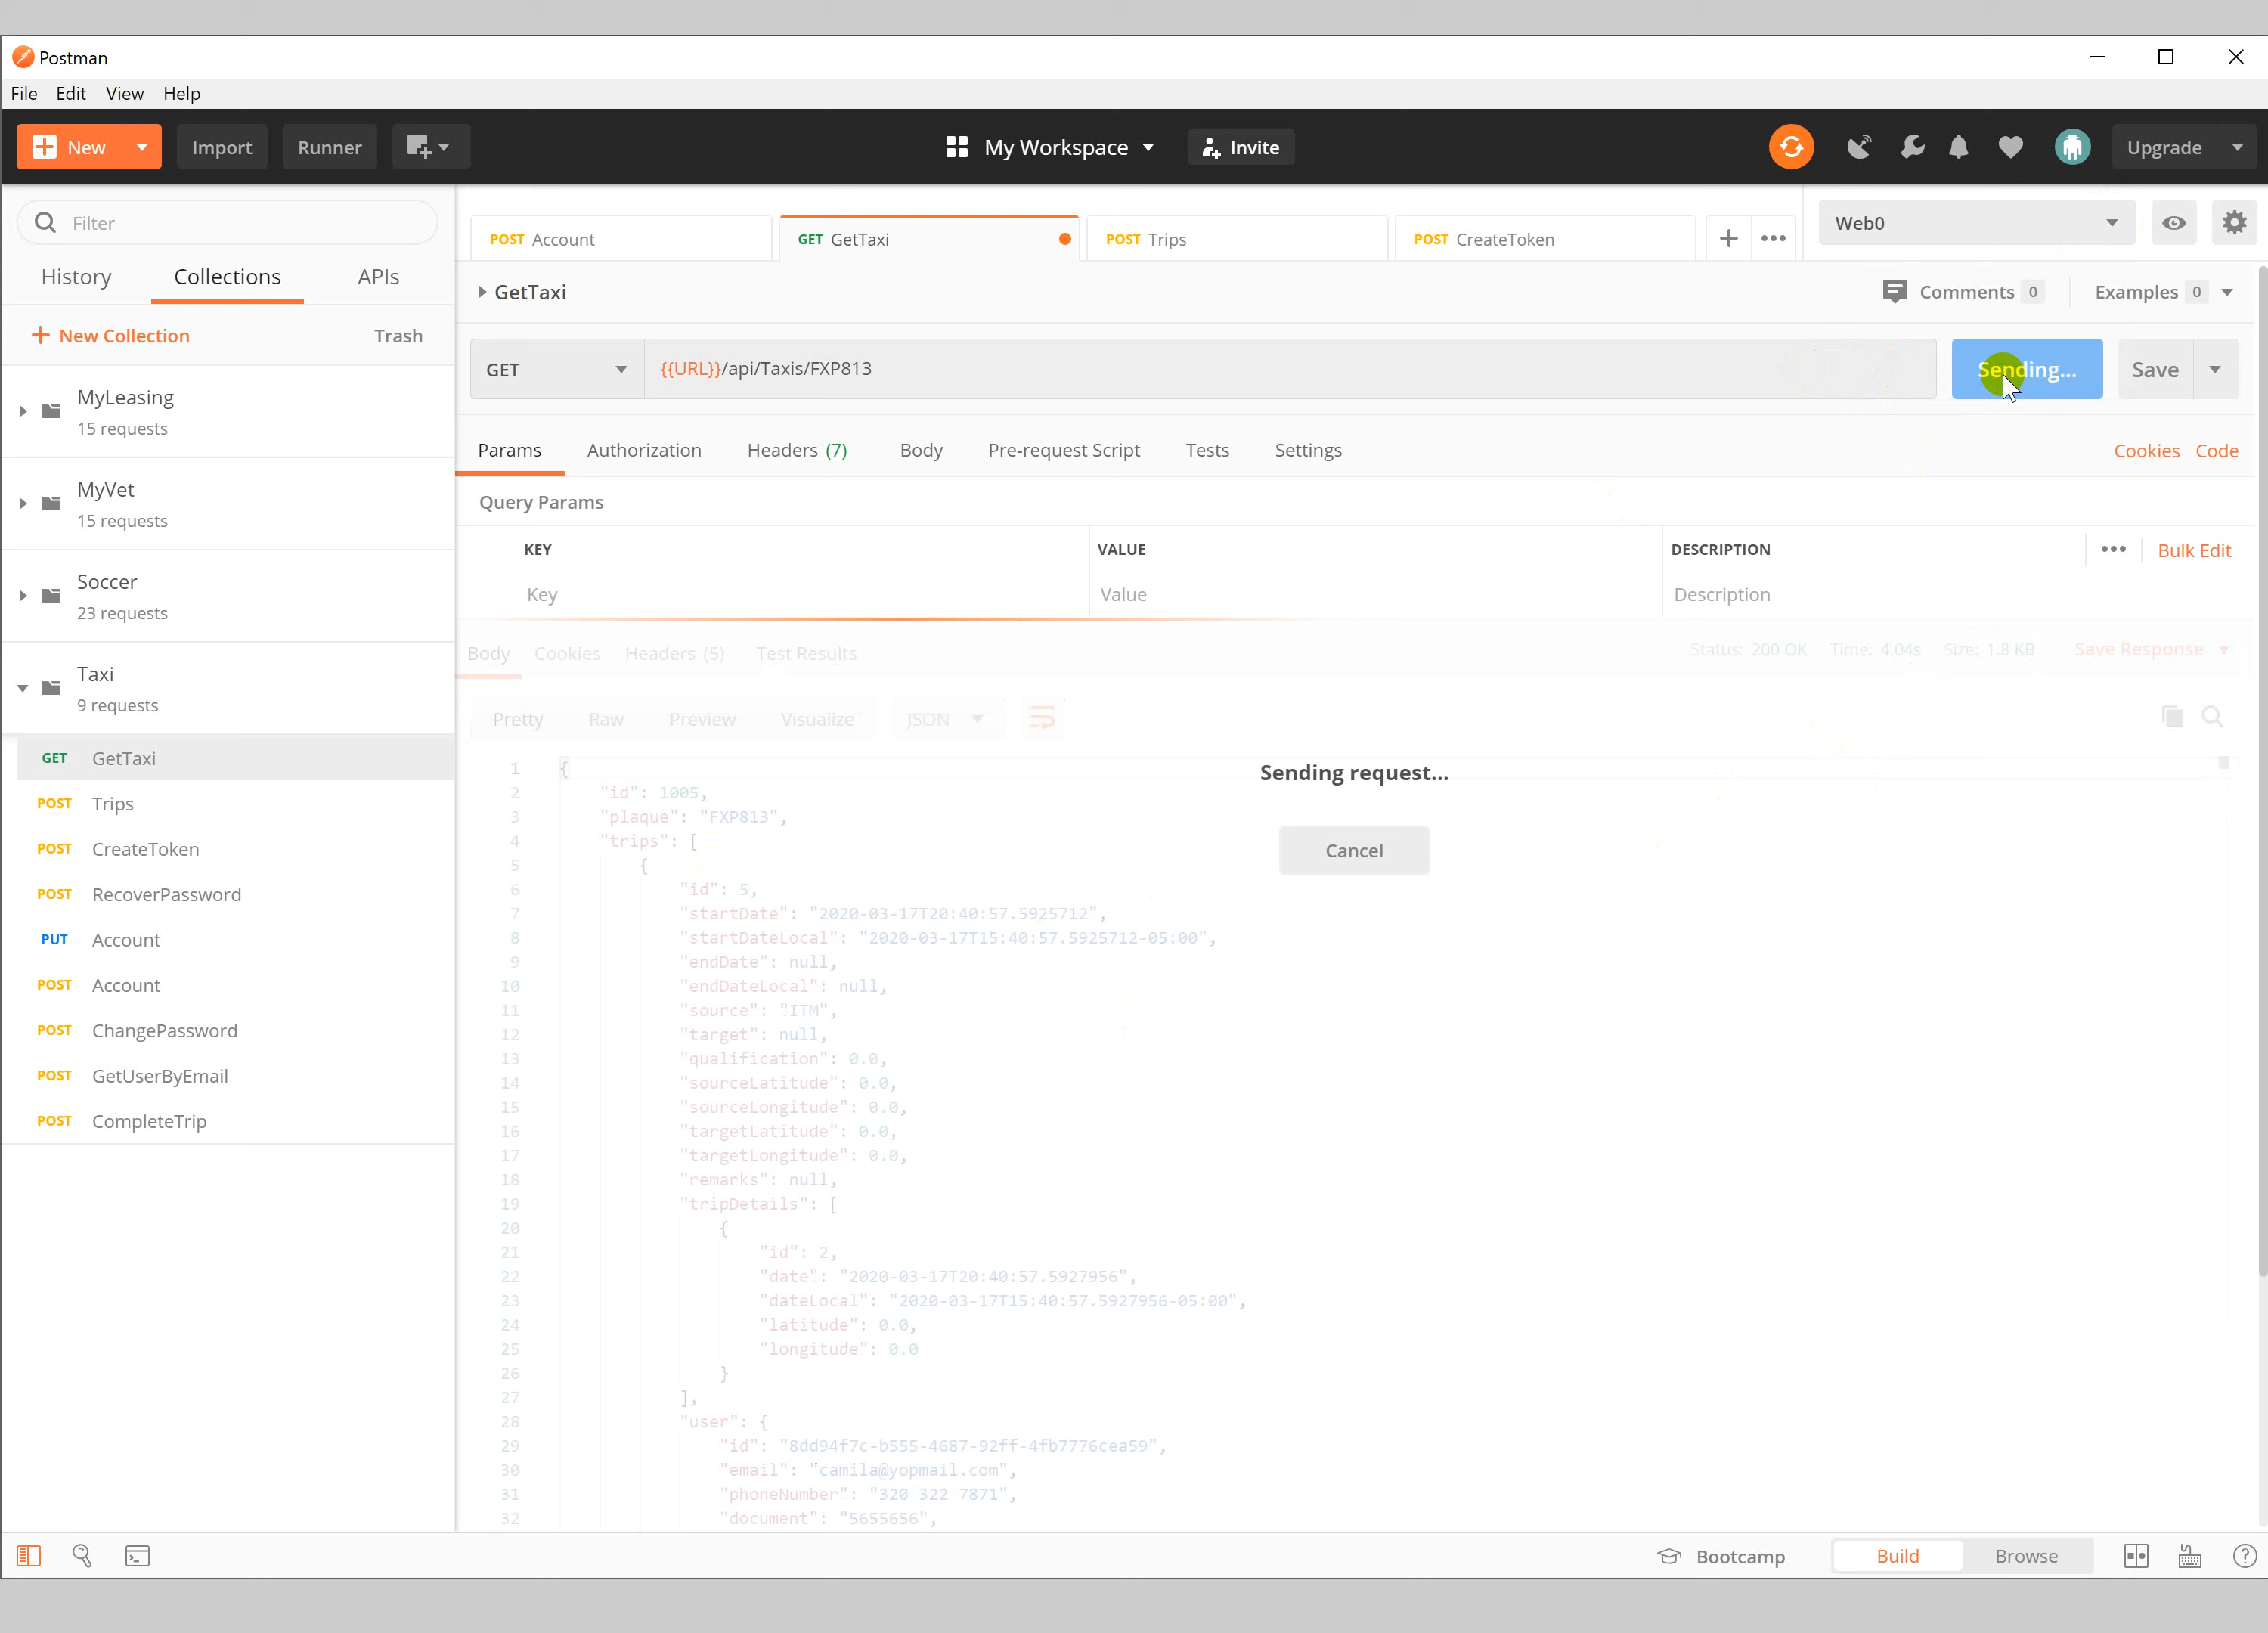 Postman
File Edit View Help
New Import Runner My Workspace Invite Upgrade
Filter
History Collections APIs
New Collection Trash
MyLeasing
15 requests
MyVet
15 requests
Soccer
23 requests
Taxi
9 requests
GET GetTaxi
POST Trips
POST CreateToken
POST RecoverPassword
PUT Account
POST Account
POST ChangePassword
POST GetUserByEmail
POST CompleteTrip
POST Account GET GetTaxi POST Trips POST CreateToken Web0
GetTaxi Comments 0 Examples 0
GET {{URL}}/api/Taxis/FXP813 Sending... Save
Params Authorization Headers (7) Body Pre-request Script Tests Settings Cookies Code
Query Params
KEY VALUE DESCRIPTION Bulk Edit
Key Value Description
Body Cookies Headers (5) Test Results Status: 200 OK Time: 4.04s Size: 1.8 KB Save Response
Pretty Raw Preview Visualize JSON
Sending request...
Cancel
1 {
2 "id": 1005,
3 "plaque": "FXP813",
4 "trips": [
5 {
6 "id": 5,
7 "startDate": "2020-03-17T20:40:57.5925712",
8 "startDateLocal": "2020-03-17T15:40:57.5925712-05:00",
9 "endDate": null,
10 "endDateLocal": null,
11 "source": "ITM",
12 "target": null,
13 "qualification": 0.0,
14 "sourceLatitude": 0.0,
15 "sourceLongitude": 0.0,
16 "targetLatitude": 0.0,
17 "targetLongitude": 0.0,
18 "remarks": null,
19 "tripDetails": [
20 {
21 "id": 2,
22 "date": "2020-03-17T20:40:57.5927956",
23 "dateLocal": "2020-03-17T15:40:57.5927956-05:00",
24 "latitude": 0.0,
25 "longitude": 0.0
26 }
27 ],
28 "user": {
29 "id": "8dd94f7c-b555-4687-92ff-4fb7776cea59",
30 "email": "camila@yopmail.com",
31 "phoneNumber": "320 322 7871",
32 "document": "5655656",
Bootcamp Build Browse